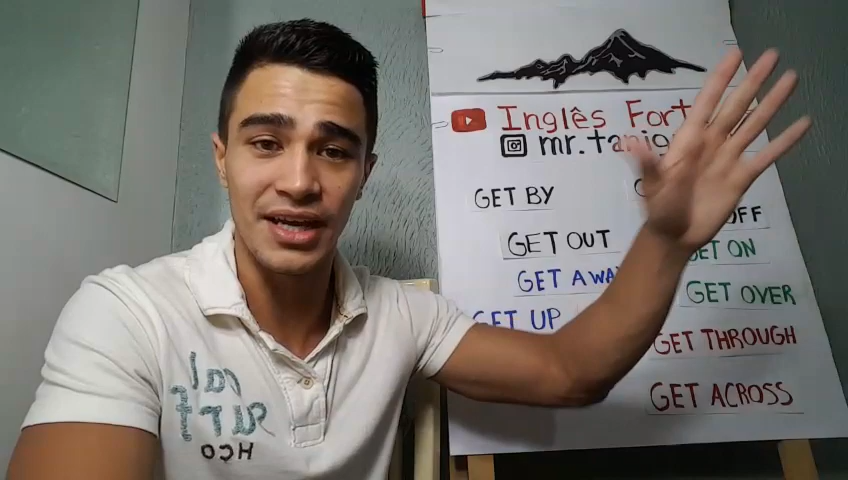 Inglês Fort
mr.tanig
GET BY
OFF
GET OUT
GET ON
GET AWAY
GET OVER
GET UP
GET THROUGH
GET ACROSS